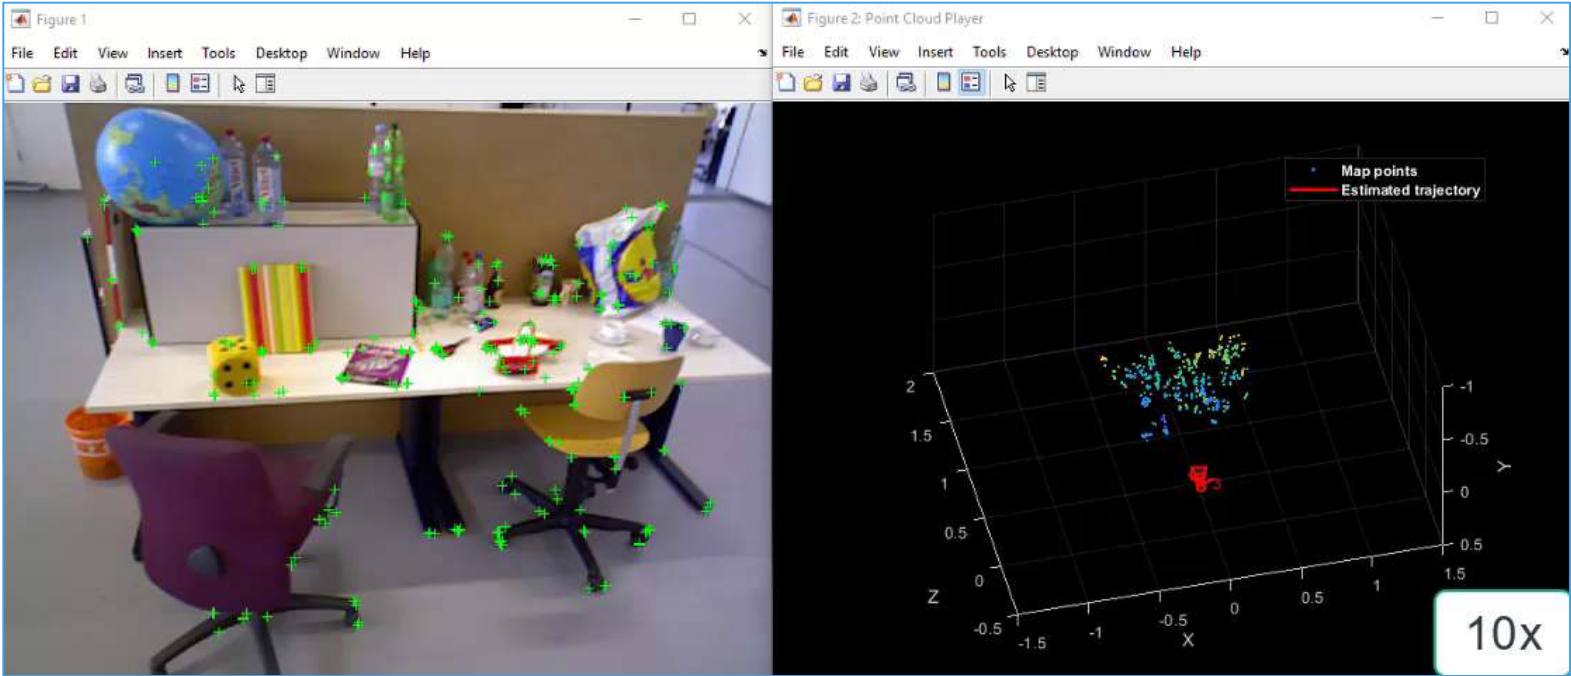 Figure 1
File Edit View Insert Tools Desktop Window Help
Figure 2: Point Cloud Player
File Edit View Insert Tools Desktop Window Help
Map points
Estimated trajectory
2
1.5
1
0.5
0
-0.5
Z
-1.5
-1
-0.5
0
0.5
1
1.5
X
-1
-0.5
0
0.5
Y
10x